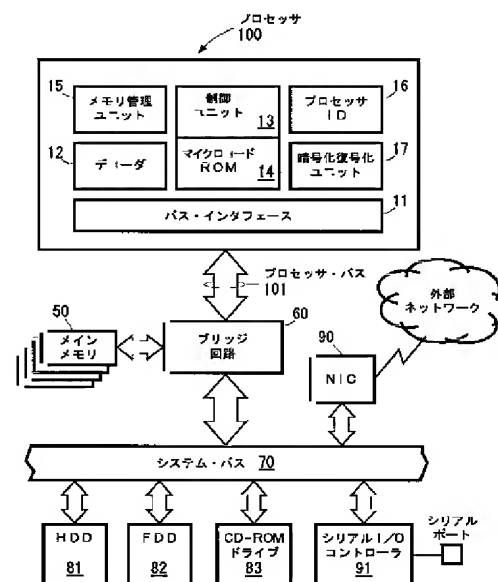 プロセッサ
100
15
メモリ管理
ユニット
制御
ユニット
13
プロセッサ
ID
16
12
デコーダ
マイクロコード
ROM
14
暗号化復号化
ユニット
17
バス・インタフェース
11
プロセッサ・バス
101
50
メイン
メモリ
60
ブリッジ
回路
90
NIC
外部
ネットワーク
システム・バス 70
HDD
81
FDD
82
CD-ROM
ドライブ
83
シリアルI/O
コントローラ
91
シリアル
ポート